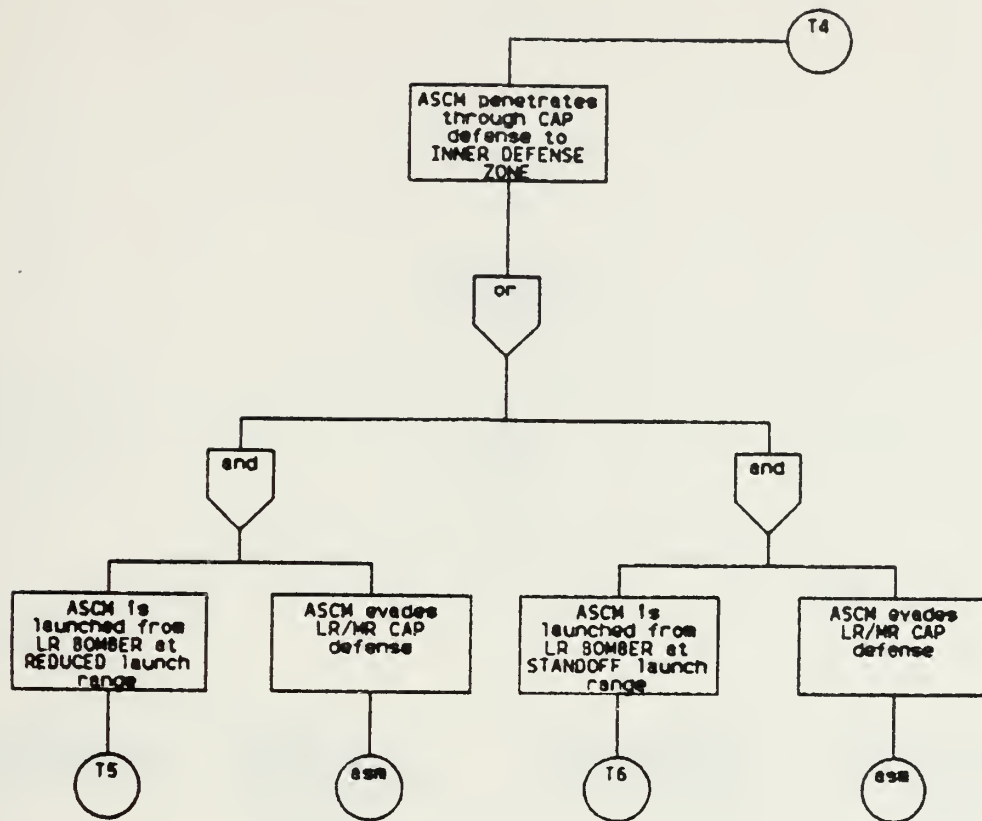 T4
ASCM penetrates
through CAP
defense to
INNER DEFENSE
ZONE
or
and
and
ASCM is
launched from
LR BOMBER at
REDUCED launch
range
ASCM evades
LR/MR CAP
defense
ASCM is
launched from
LR BOMBER at
STANDOFF launch
range
ASCM evades
LR/MR CAP
defense
T5
asm
T6
asm